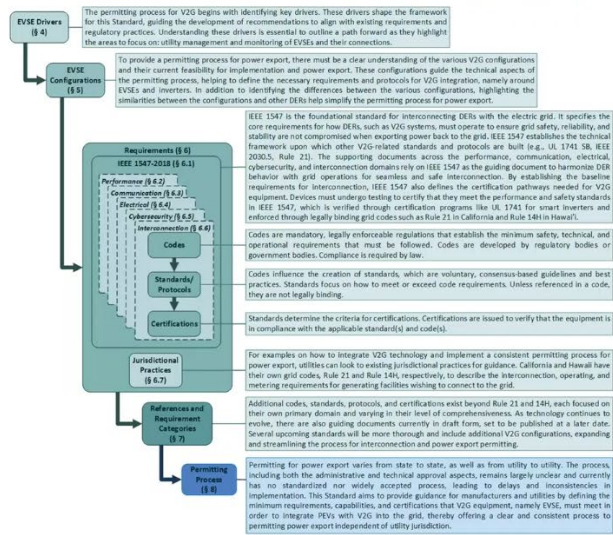 The permitting process for V2G begins with identifying key drivers. These drivers shape the framework
EVSE Drivers
(§ 4)
for this Standard, guiding the development of recommendations to align with existing requirements and
regulatory practices. Understanding these drivers is essential to outline a path forward as they highlight
the areas to focus on: utility management and monitoring of EVSEs and their connections.
EVSE
Configurations
(§ 5)
To provide a permitting process for power export, there must be a clear understanding of the various V2G configurations
and their current feasibility for implementation and power export. These configurations guide the technical aspects of
the permitting process, helping to define the necessary requirements and protocols for V2G integration, namely around
EVSEs and inverters. In addition to identifying the differences between the various configurations, highlighting the
similarities between the configurations and other DERs help simplify the permitting process for power export.
Requirements (§ 6)
IEEE 1547-2018 (§ 6.1)
Performance (§ 6.2)
Communication (§ 6.3)
Electrical (§ 6.4)
Cybersecurity (§ 6.5)
Interconnection (§ 6.6)
IEEE 1547 is the foundational standard for interconnecting DERs with the electric grid. It specifies the
core requirements for how DERs, such as V2G systems, must operate to ensure grid safety, reliability, and
stability are not compromised when exporting power back to the grid. IEEE 1547 establishes the technical
framework upon which other V2G-related standards and protocols are built (e.g., UL 1741 SB, IEEE
2030.5, Rule 21). The supporting documents across the performance, communication, electrical,
cybersecurity, and interconnection domains rely on IEEE 1547 as the guiding document to harmonize DER
behavior with grid operations for seamless and safe interconnection. By establishing the baseline
requirements for interconnection, IEEE 1547 also defines the certification pathways needed for V2G
equipment. Devices must undergo testing to certify that they meet the performance and safety standards
in IEEE 1547, which is verified through certification programs like UL 1741 for smart inverters and
enforced through legally binding grid codes such as Rule 21 in California and Rule 14H in Hawai'i.
Codes
Codes are mandatory, legally enforceable regulations that establish the minimum safety, technical, and
operational requirements that must be followed. Codes are developed by regulatory bodies or
government bodies. Compliance is required by law.
Standards/
Protocols
Codes influence the creation of standards, which are voluntary, consensus-based guidelines and best
practices. Standards focus on how to meet or exceed code requirements. Unless referenced in a code,
they are not legally binding.
Certifications
Standards determine the criteria for certifications. Certifications are issued to verify that the equipment is
in compliance with the applicable standard(s) and code(s).
Jurisdictional
Practices
(§ 6.7)
For examples on how to integrate V2G technology and implement a consistent permitting process for
power export, utilities can look to existing jurisdictional practices for guidance. California and Hawaii have
their own grid codes, Rule 21 and Rule 14H, respectively, to describe the interconnection, operating, and
metering requirements for generating facilities wishing to connect to the grid.
References and
Requirement
Categories
(§ 7)
Additional codes, standards, protocols, and certifications exist beyond Rule 21 and 14H, each focused on
their own primary domain and varying in their level of comprehensiveness. As technology continues to
evolve, there are also guiding documents currently in draft form, set to be published at a later date.
Several upcoming standards will be more thorough and include additional V2G configurations, expanding
and streamlining the process for interconnection and power export permitting.
Permitting
Process
(§ 8)
Permitting for power export varies from state to state, as well as from utility to utility. The process,
including both the administrative and technical approval aspects, remains largely unclear and currently
has no standardized nor widely accepted process, leading to delays and inconsistencies in
implementation. This Standard aims to provide guidance for manufacturers and utilities by defining the
minimum requirements, capabilities, and certifications that V2G equipment, namely EVSE, must meet in
order to integrate PEVs with V2G into the grid, thereby offering a clear and consistent process to
permitting power export independent of utility jurisdiction.